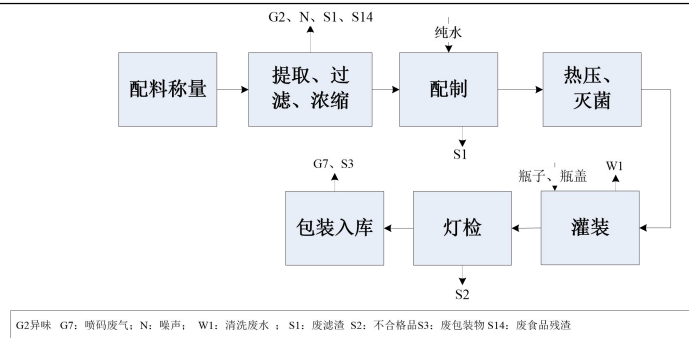 G2、N、S1、S14
纯水
配料称量
提取、过
滤、浓缩
配制
热压、
灭菌
S1
G7、S3
瓶子、瓶盖
W1
包装入库
灯检
灌装
S2
G2异味 G7：喷码废气；N：噪声； W1：清洗废水 ； S1：废滤渣 S2：不合格品S3：废包装物 S14：废食品残渣